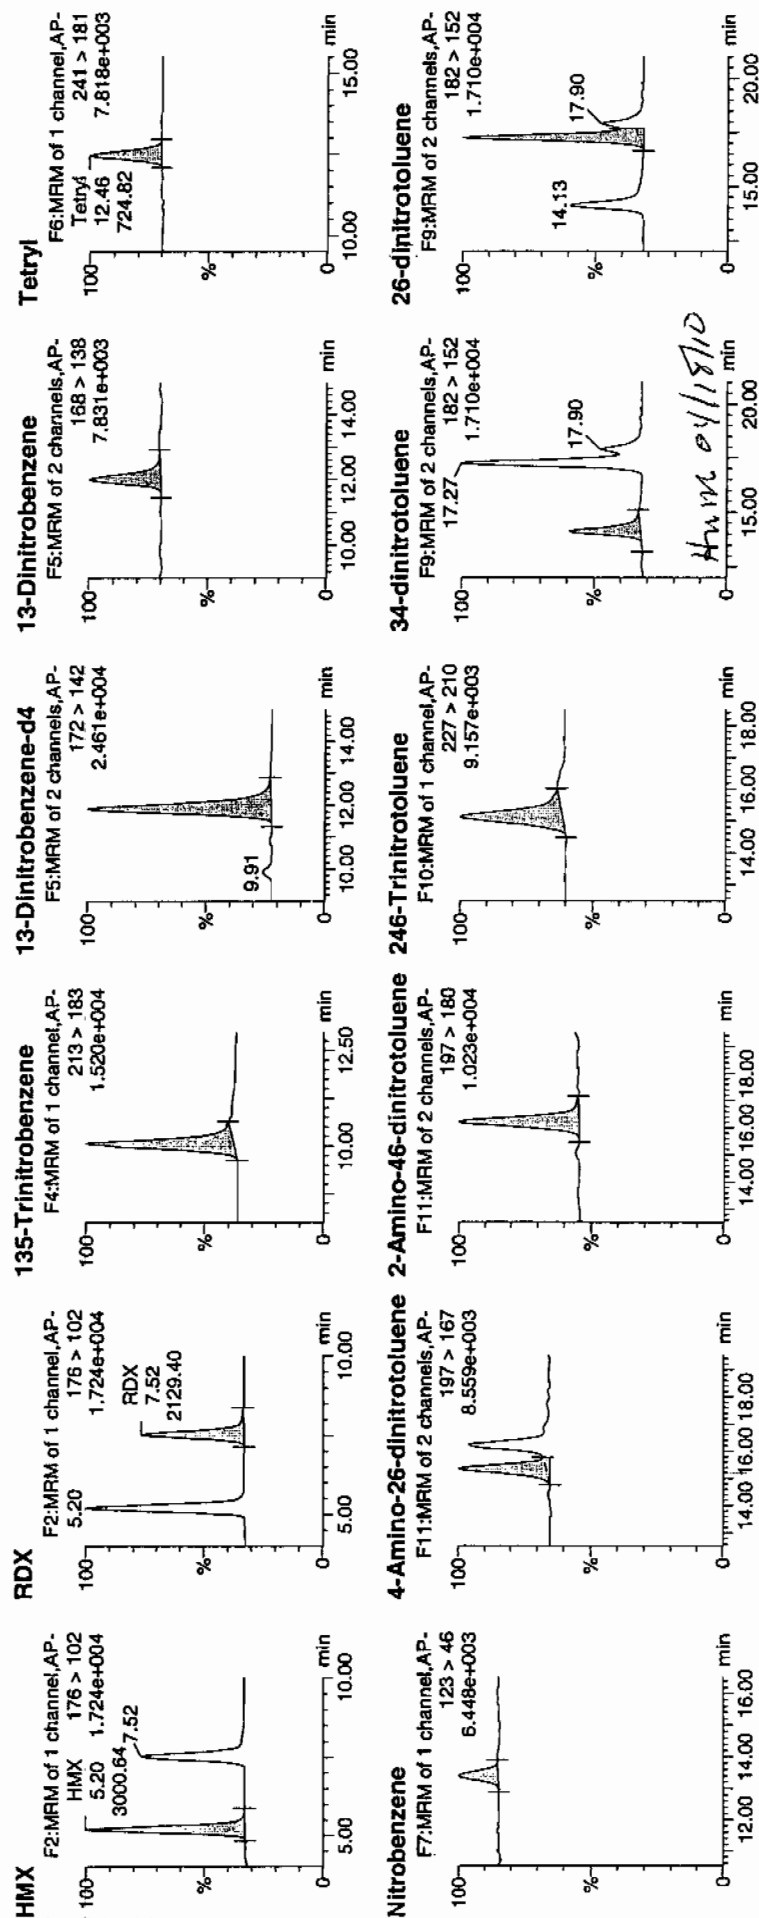 HMX
F2:MRM of 1 channel,AP-
176 > 102
1.724e+004
HMX
5.20
3000.64
7.52
100
%
0
5.00
10.00
min
RDX
F2:MRM of 1 channel,AP-
176 > 102
1.724e+004
5.20
RDX
7.52
2129.40
100
%
0
5.00
10.00
min
135-Trinitrobenzene
F4:MRM of 1 channel,AP-
213 > 183
1.520e+004
100
%
0
10.00
12.50
min
13-Dinitrobenzene-d4
F5:MRM of 2 channels,AP-
172 > 142
2.461e+004
9.91
100
%
0
10.00
12.00
14.00
min
13-Dinitrobenzene
F5:MRM of 2 channels,AP-
168 > 138
7.831e+003
100
%
0
10.00
12.00
14.00
min
Tetryl
F6:MRM of 1 channel,AP-
241 > 181
7.818e+003
Tetryl
12.46
724.82
100
%
0
10.00
15.00
min
Nitrobenzene
F7:MRM of 1 channel,AP-
123 > 46
6.448e+003
100
%
0
12.00
14.00
16.00
min
4-Amino-26-dinitrotoluene
F11:MRM of 2 channels,AP-
197 > 167
8.559e+003
100
%
0
14.00
16.00
18.00
min
2-Amino-46-dinitrotoluene
F11:MRM of 2 channels,AP-
197 > 180
1.023e+004
100
%
0
14.00
16.00
18.00
min
246-Trinitrotoluene
F10:MRM of 1 channel,AP-
227 > 210
9.157e+003
100
%
0
14.00
16.00
18.00
min
34-dinitrotoluene
F9:MRM of 2 channels,AP-
182 > 152
1.710e+004
17.27
17.90
100
%
0
15.00
20.00
min
04/18/10
26-dinitrotoluene
F9:MRM of 2 channels,AP-
182 > 152
1.710e+004
14.13
17.90
100
%
0
15.00
20.00
min